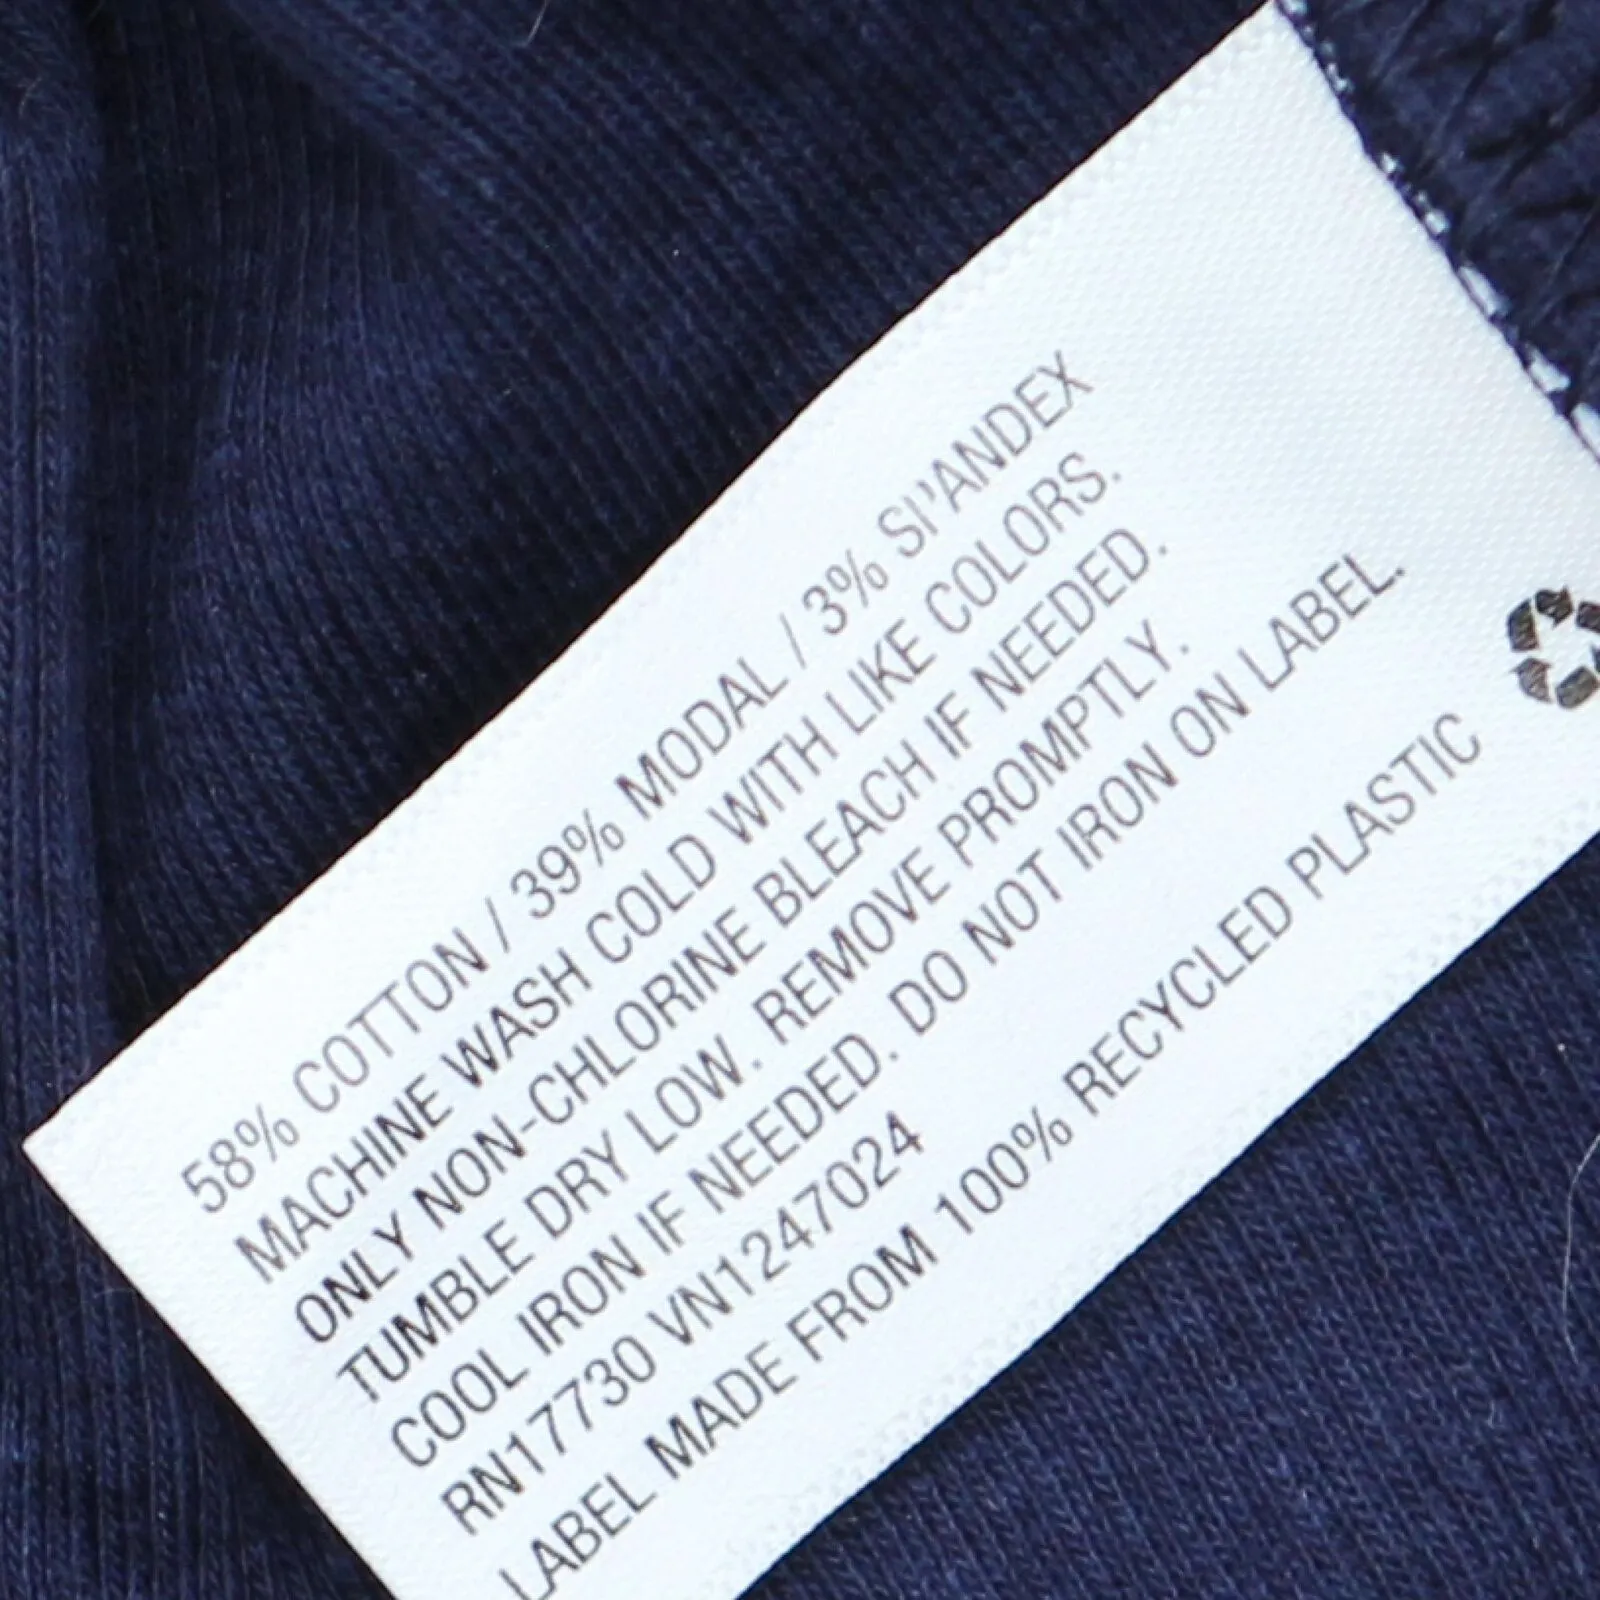 58% COTTON / 39% MODAL / 3% SPANDEX
MACHINE WASH COLD WITH LIKE COLORS.
ONLY NON-CHLORINE BLEACH IF NEEDED.
TUMBLE DRY LOW. REMOVE PROMPTLY.
COOL IRON IF NEEDED. DO NOT IRON ON LABEL.
RN17730 VN1247024
LABEL MADE FROM 100% RECYCLED PLASTIC